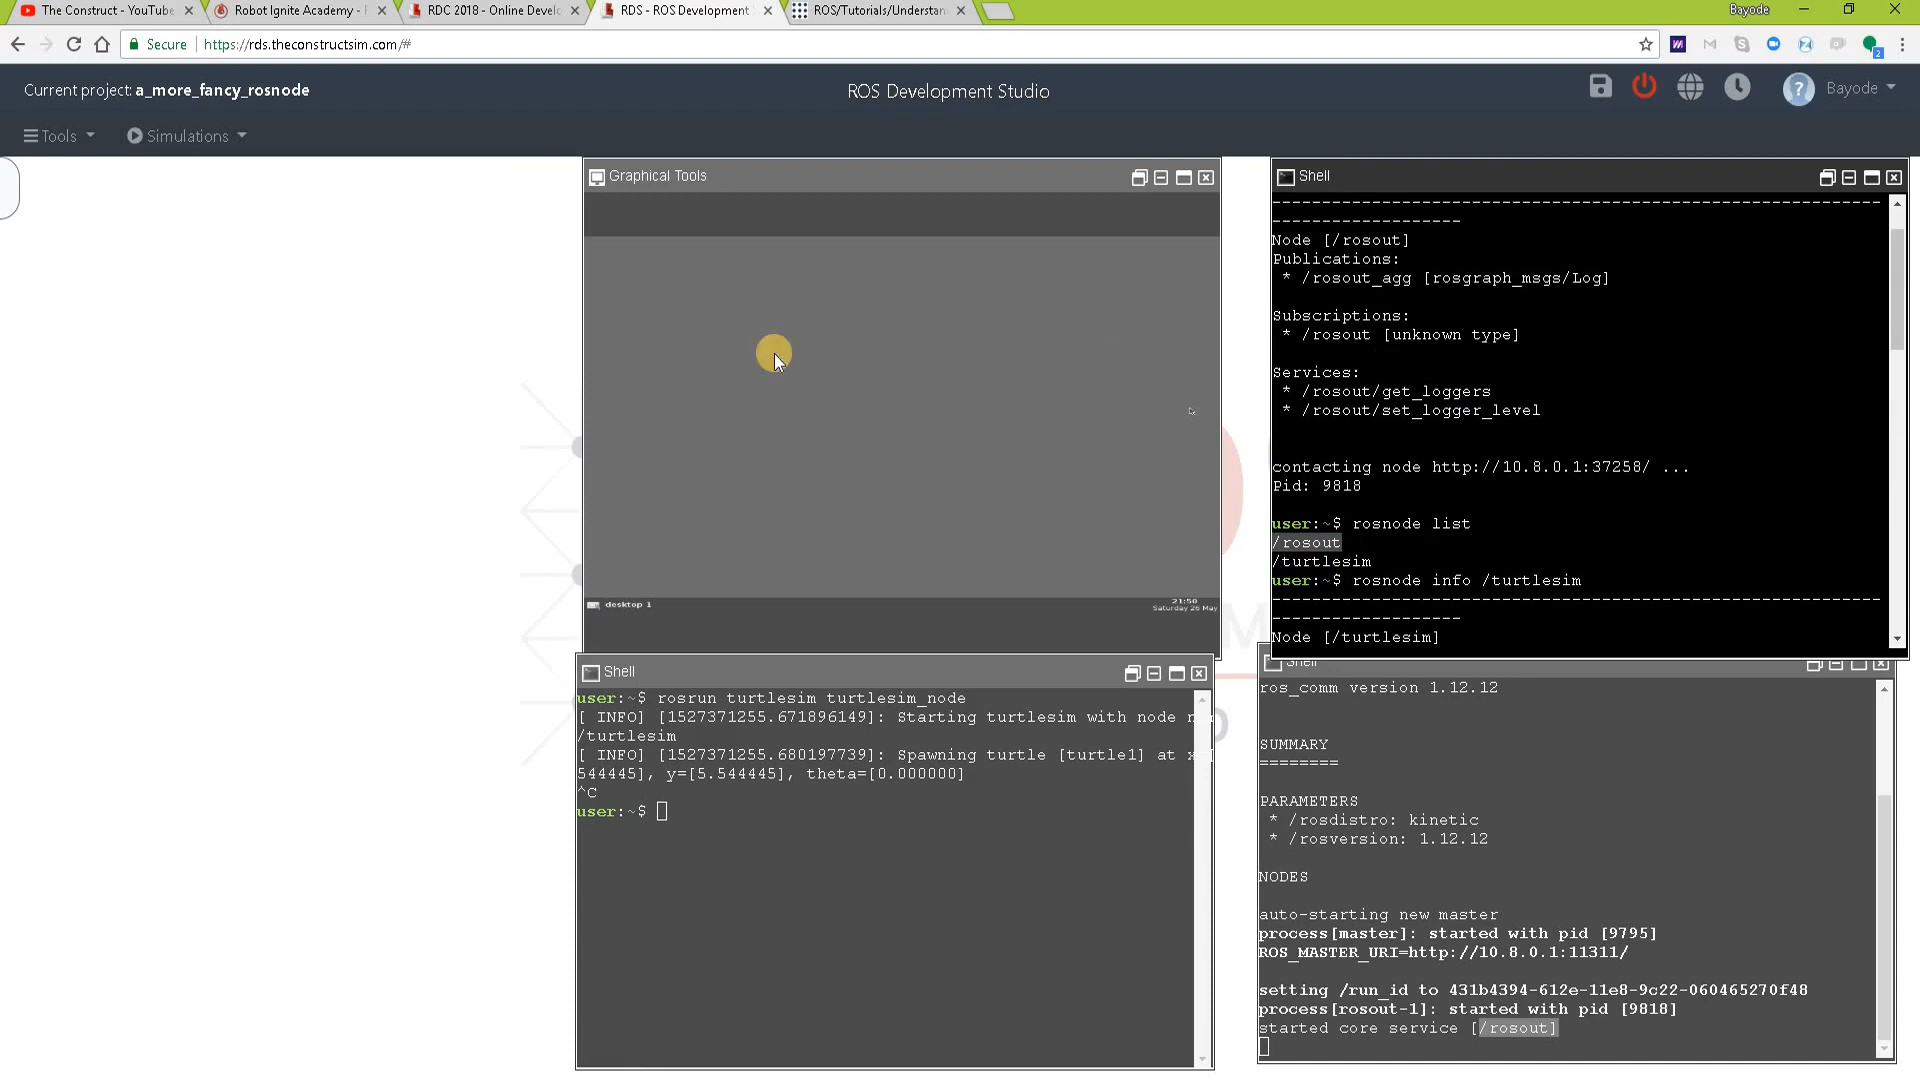 The Construct - YouTube
Robot Ignite Academy -
RDC 2018 - Online Develo
RDS - ROS Development
ROS/Tutorials/Understan
Bayode
Secure
https://rds.theconstructsim.com/#
2
Current project: a_more_fancy_rosnode
ROS Development Studio
Bayode
Tools
Simulations
Graphical Tools
desktop 1
21:50
Saturday 26 May
Shell
-------------------------------------------------------------
-------------------
Node [/rosout]
Publications:
* /rosout_agg [rosgraph_msgs/Log]
Subscriptions:
* /rosout [unknown type]
Services:
* /rosout/get_loggers
* /rosout/set_logger_level
contacting node http://10.8.0.1:37258/ ...
Pid: 9818
user:~$ rosnode list
/rosout
/turtlesim
user:~$ rosnode info /turtlesim
-------------------------------------------------------------
-------------------
Node [/turtlesim]
Shell
user:~$ rosrun turtlesim turtlesim_node
[ INFO] [1527371255.671896149]: Starting turtlesim with node
/turtlesim
[ INFO] [1527371255.680197739]: Spawning turtle [turtle1] at
544445], y=[5.544445], theta=[0.000000]
^C
user:~$
Shell
ros_comm version 1.12.12
SUMMARY
========
PARAMETERS
* /rosdistro: kinetic
* /rosversion: 1.12.12
NODES
auto-starting new master
process[master]: started with pid [9795]
ROS_MASTER_URI=http://10.8.0.1:11311/
setting /run_id to 431b4394-612e-11e8-9c22-060465270f48
process[rosout-1]: started with pid [9818]
started core service [/rosout]